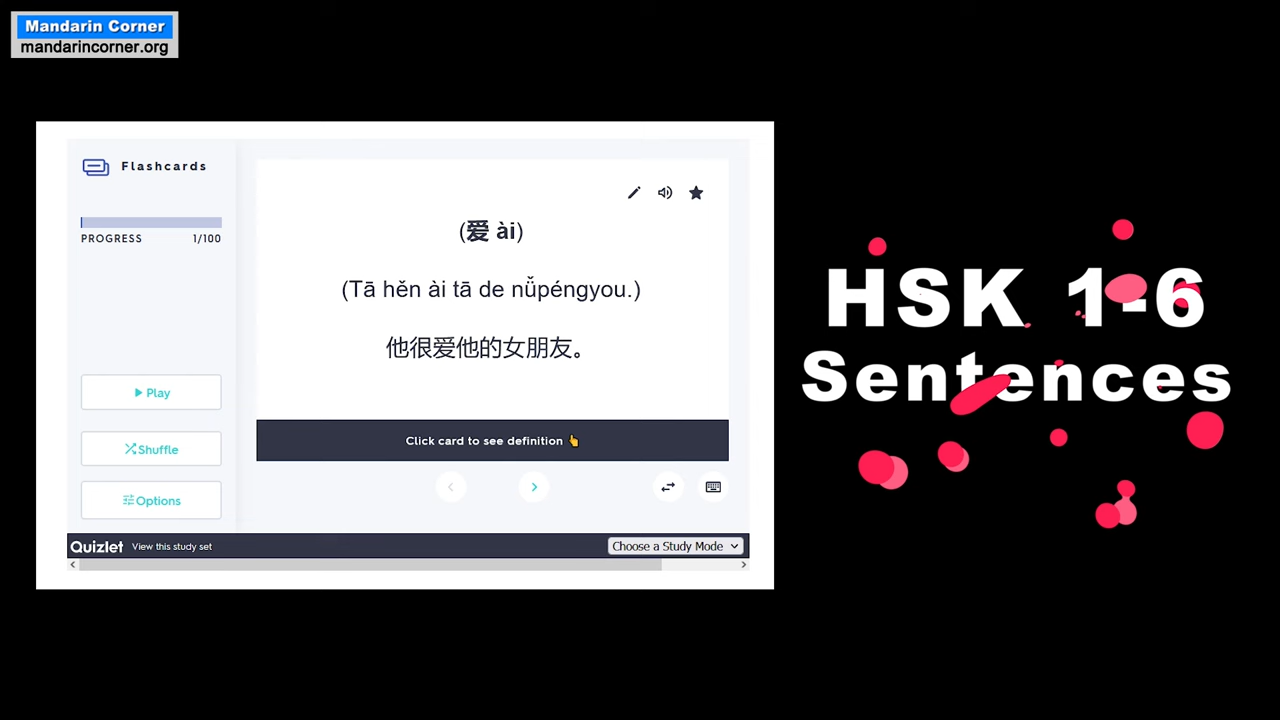 Mandarin Corner
mandarincorner.org
Flashcards
PROGRESS 1/100
Play
Shuffle
Options
(爱 ài)
(Tā hěn ài tā de nǚpéngyou.)
他很爱他的女朋友。
Click card to see definition 👆
Quizlet View this study set
Choose a Study Mode
HSK 1-6
Sentences